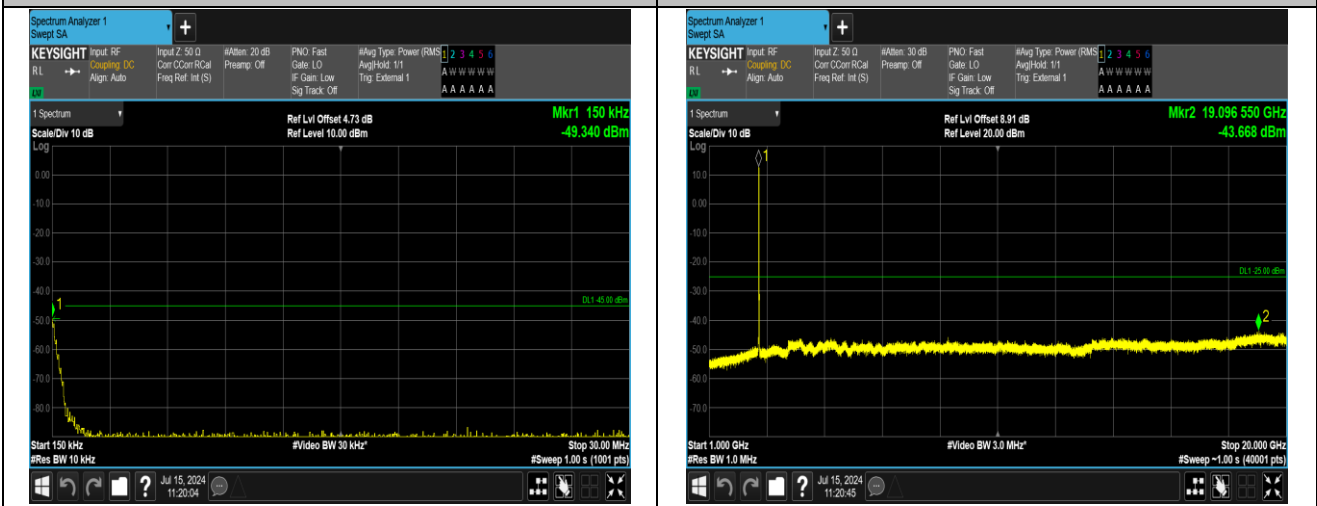 Spectrum Analyzer 1
Swept SA
+
KEYSIGHT
RL
LXI
Input: RF
Coupling: DC
Align: Auto
Input Z: 50 Ω
Corr CCorr RCal
Freq Ref: Int (S)
#Atten: 20 dB
Preamp: Off
PNO: Fast
Gate: LO
IF Gain: Low
Sig Track: Off
#Avg Type: Power (RMS
Avg|Hold: 1/1
Trig: External 1
1 2 3 4 5 6
A W W W W W
A A A A A A
1 Spectrum
Scale/Div 10 dB
Log
Ref Lvl Offset 4.73 dB
Ref Level 10.00 dBm
Mkr1 150 kHz
-49.340 dBm
0.00
-10.0
-20.0
-30.0
-40.0
-50.0
-60.0
-70.0
-80.0
1
DL1 -45.00 dBm
Start 150 kHz
#Res BW 10 kHz
#Video BW 30 kHz*
Stop 30.00 MHz
#Sweep 1.00 s (1001 pts)
?
Jul 15, 2024
11:20:04
Spectrum Analyzer 1
Swept SA
+
KEYSIGHT
RL
LXI
Input: RF
Coupling: DC
Align: Auto
Input Z: 50 Ω
Corr CCorr RCal
Freq Ref: Int (S)
#Atten: 30 dB
Preamp: Off
PNO: Fast
Gate: LO
IF Gain: Low
Sig Track: Off
#Avg Type: Power (RMS
Avg|Hold: 1/1
Trig: External 1
1 2 3 4 5 6
A W W W W W
A A A A A A
1 Spectrum
Scale/Div 10 dB
Log
Ref Lvl Offset 8.91 dB
Ref Level 20.00 dBm
Mkr2 19.096 550 GHz
-43.668 dBm
10.0
0.00
-10.0
-20.0
-30.0
-40.0
-50.0
-60.0
-70.0
1
DL1 -25.00 dBm
2
Start 1.000 GHz
#Res BW 1.0 MHz
#Video BW 3.0 MHz*
Stop 20.000 GHz
#Sweep ~1.00 s (40001 pts)
?
Jul 15, 2024
11:20:45